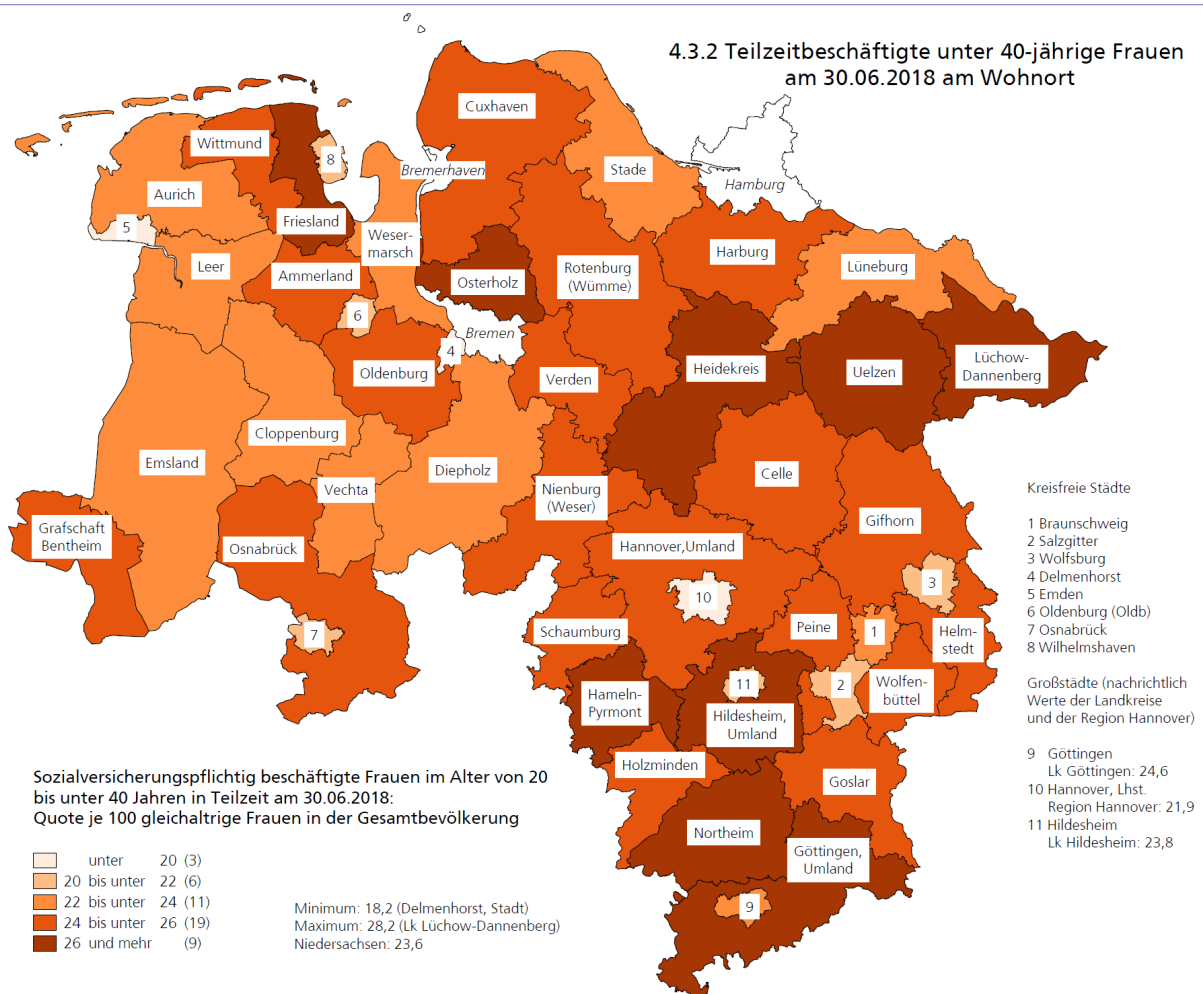 4.3.2 Teilzeitbeschäftigte unter 40-jährige Frauen
am 30.06.2018 am Wohnort
Cuxhaven
Wittmund
8
Bremerhaven
Stade
Hamburg
Aurich
5
Friesland
Weser-
marsch
Leer
Ammerland
Osterholz
Rotenburg
(Wümme)
Harburg
Lüneburg
6
Bremen
4
Oldenburg
Verden
Heidekreis
Uelzen
Lüchow-
Dannenberg
Cloppenburg
Emsland
Vechta
Diepholz
Nienburg
(Weser)
Celle
Gifhorn
Grafschaft
Bentheim
Osnabrück
Hannover,Umland
10
3
7
Schaumburg
Peine
1
Helm-
stedt
Hameln-
Pyrmont
11
Hildesheim,
Umland
2
Wolfen-
büttel
Holzminden
Goslar
Northeim
Göttingen,
Umland
9
Kreisfreie Städte
1 Braunschweig
2 Salzgitter
3 Wolfsburg
4 Delmenhorst
5 Emden
6 Oldenburg (Oldb)
7 Osnabrück
8 Wilhelmshaven
Großstädte (nachrichtlich
Werte der Landkreise
und der Region Hannover)
9 Göttingen
Lk Göttingen: 24,6
10 Hannover, Lhst.
Region Hannover: 21,9
11 Hildesheim
Lk Hildesheim: 23,8
Sozialversicherungspflichtig beschäftigte Frauen im Alter von 20
bis unter 40 Jahren in Teilzeit am 30.06.2018:
Quote je 100 gleichaltrige Frauen in der Gesamtbevölkerung
unter 20 (3)
20 bis unter 22 (6)
22 bis unter 24 (11)
24 bis unter 26 (19)
26 und mehr (9)
Minimum: 18,2 (Delmenhorst, Stadt)
Maximum: 28,2 (Lk Lüchow-Dannenberg)
Niedersachsen: 23,6